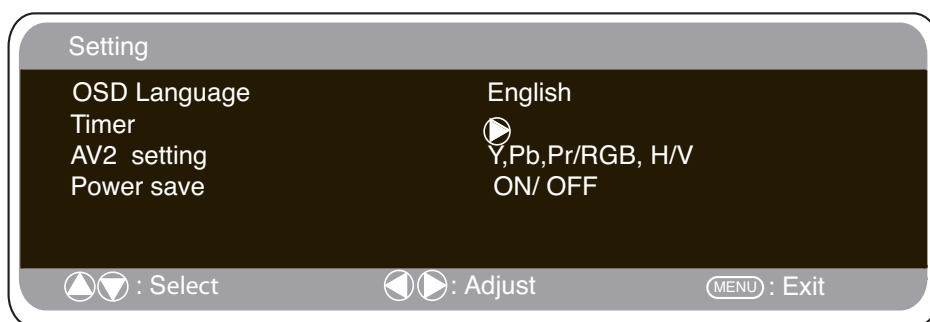 Setting
OSD Language English
Timer
AV2 setting Y,Pb,Pr/RGB, H/V
Power save ON/ OFF
: Select : Adjust MENU : Exit